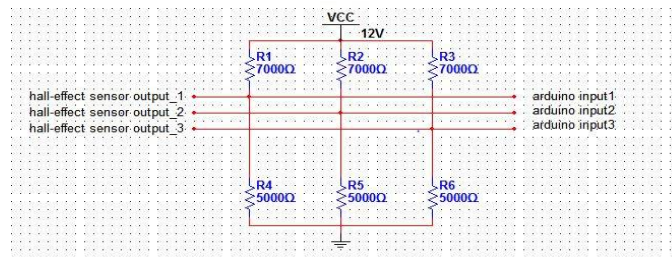 VCC
12V
R1 R2 R3
7000Ω 7000Ω 7000Ω
hall-effect sensor output_1 arduino input1
hall-effect sensor output_2 arduino input2
hall-effect sensor output_3 arduino input3
R4 R5 R6
5000Ω 5000Ω 5000Ω